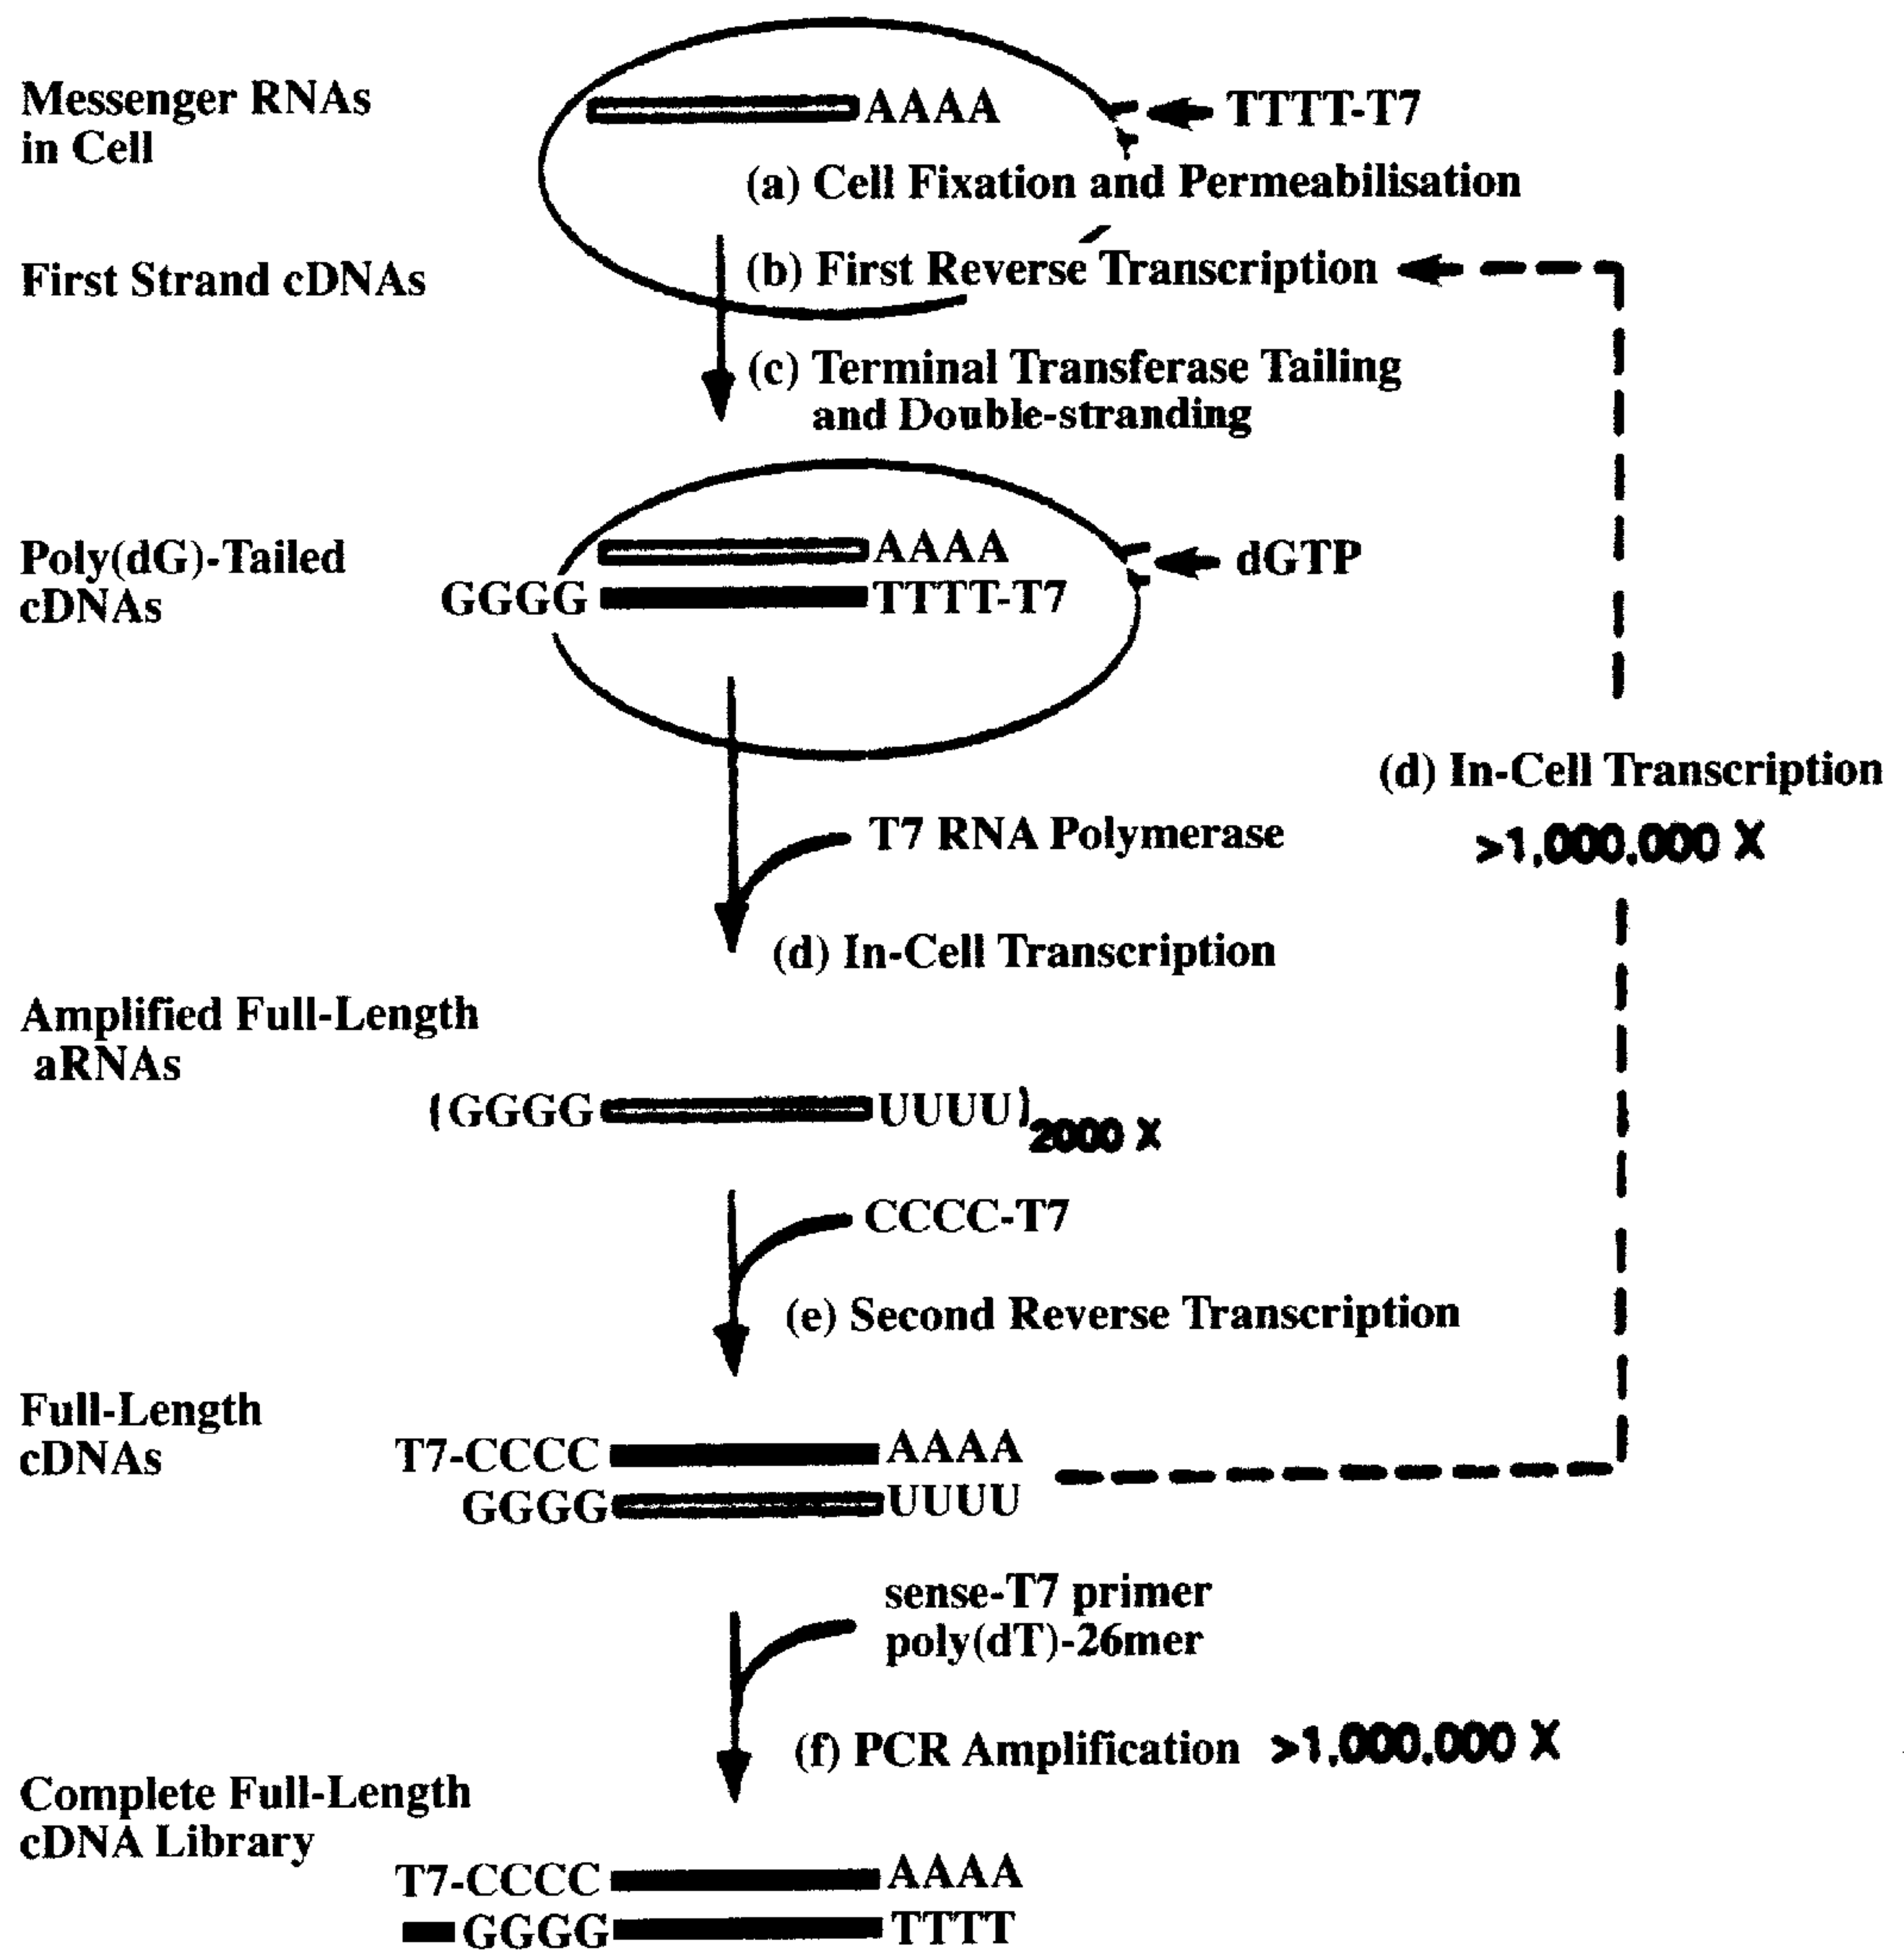 Messenger RNAs
in Cell
AAAA
TTTT-T7
(a) Cell Fixation and Permeabilisation
First Strand cDNAs
(b) First Reverse Transcription
(c) Terminal Transferase Tailing
and Double-stranding
Poly(dG)-Tailed
cDNAs
AAAA
GGGG
TTTT-T7
dGTP
(d) In-Cell Transcription
>1,000,000 X
T7 RNA Polymerase
(d) In-Cell Transcription
Amplified Full-Length
aRNAs
(GGGG UUUU)2000 X
CCCC-T7
(e) Second Reverse Transcription
Full-Length
cDNAs
T7-CCCC AAAA
GGGG UUUU
sense-T7 primer
poly(dT)-26mer
(f) PCR Amplification >1,000,000 X
Complete Full-Length
cDNA Library
T7-CCCC AAAA
GGGG TTTT